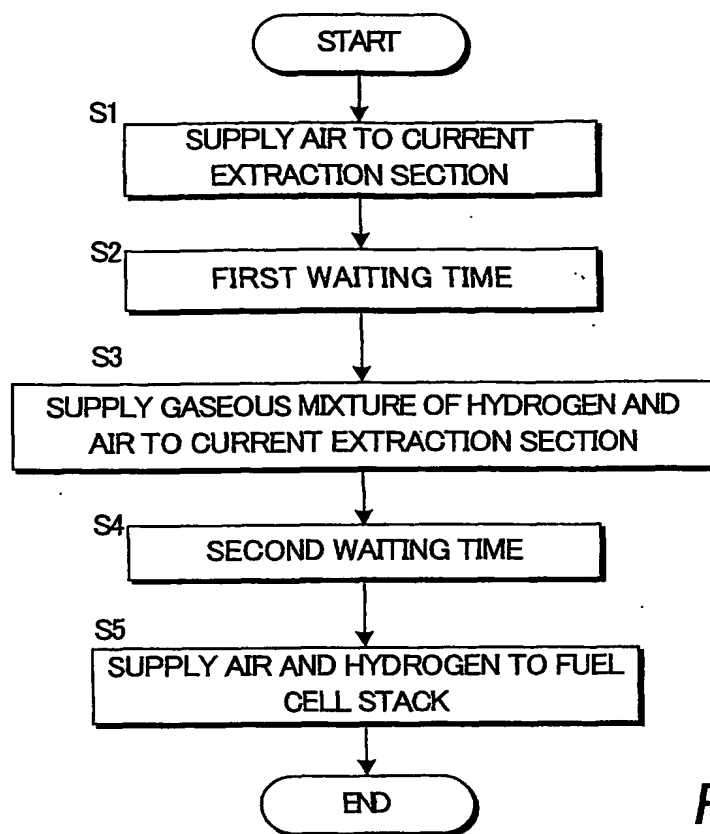 START
S1
SUPPLY AIR TO CURRENT
EXTRACTION SECTION
S2
FIRST WAITING TIME
S3
SUPPLY GASEOUS MIXTURE OF HYDROGEN AND
AIR TO CURRENT EXTRACTION SECTION
S4
SECOND WAITING TIME
S5
SUPPLY AIR AND HYDROGEN TO FUEL
CELL STACK
END